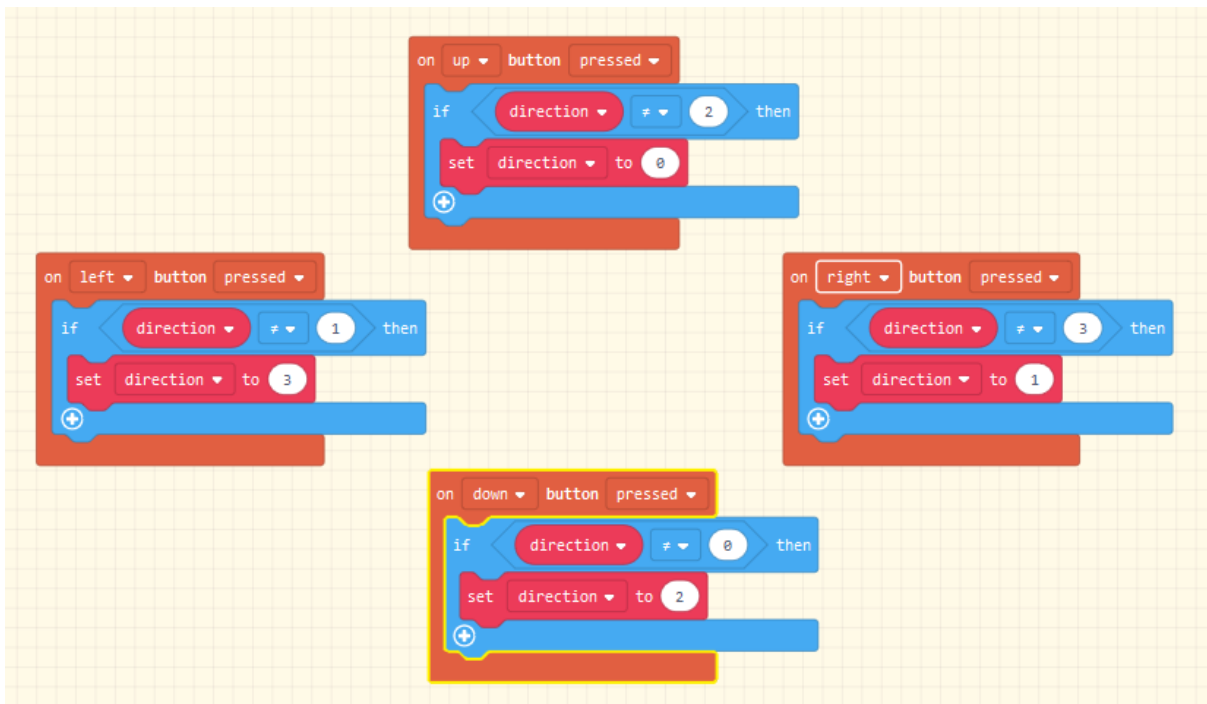 on up button pressed
if direction ≠ 2 then
set direction to 0
on left button pressed
if direction ≠ 1 then
set direction to 3
on right button pressed
if direction ≠ 3 then
set direction to 1
on down button pressed
if direction ≠ 0 then
set direction to 2